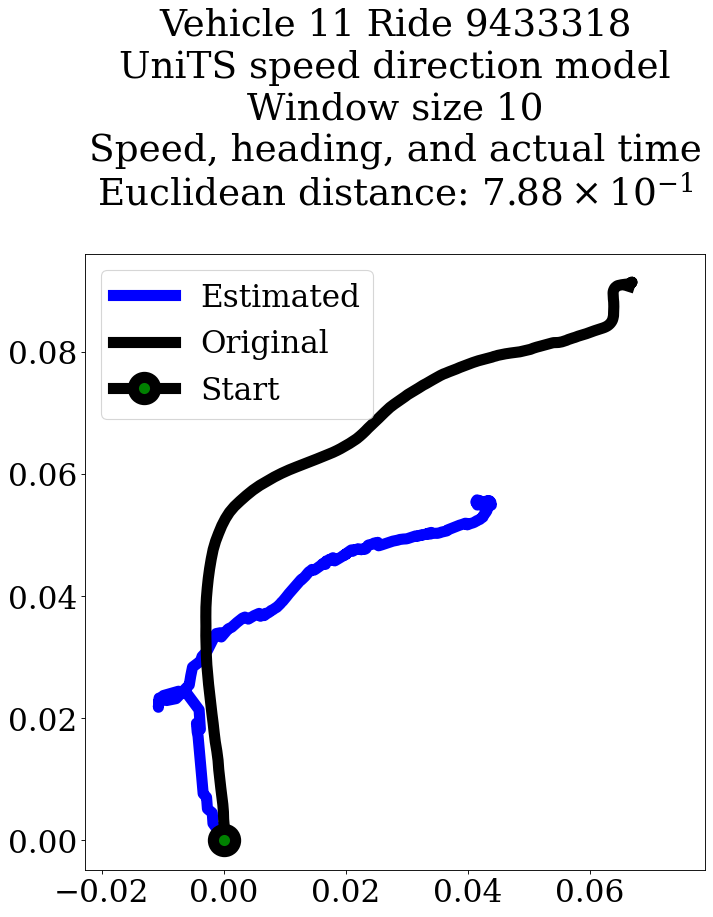 Vehicle 11 Ride 9433318
UniTS speed direction model
Window size 10
Speed, heading, and actual time
Euclidean distance: 7.88 × 10⁻¹
Estimated
Original
Start
0.08
0.06
0.04
0.02
0.00
−0.02 0.00 0.02 0.04 0.06